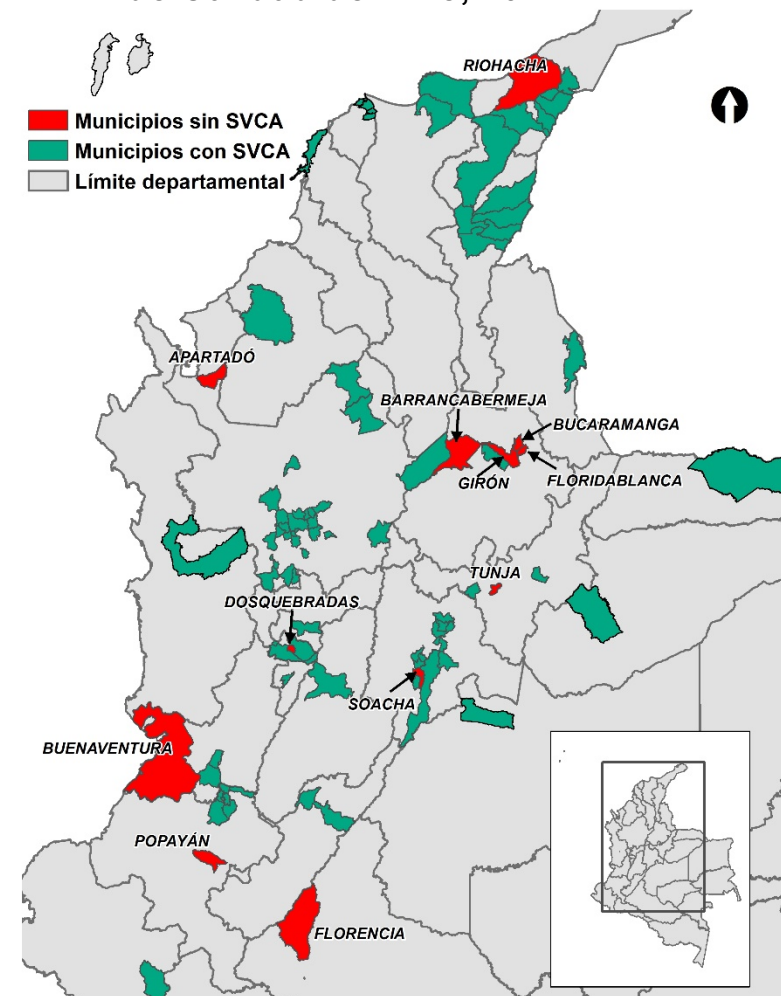 RIOHACHA
Municipios sin SVCA
Municipios con SVCA
Límite departamental
APARTADÓ
BARRANCABERMEJA
BUCARAMANGA
GIRÓN
FLORIDABLANCA
TUNJA
DOSQUEBRADAS
SOACHA
BUENAVENTURA
POPAYÁN
FLORENCIA